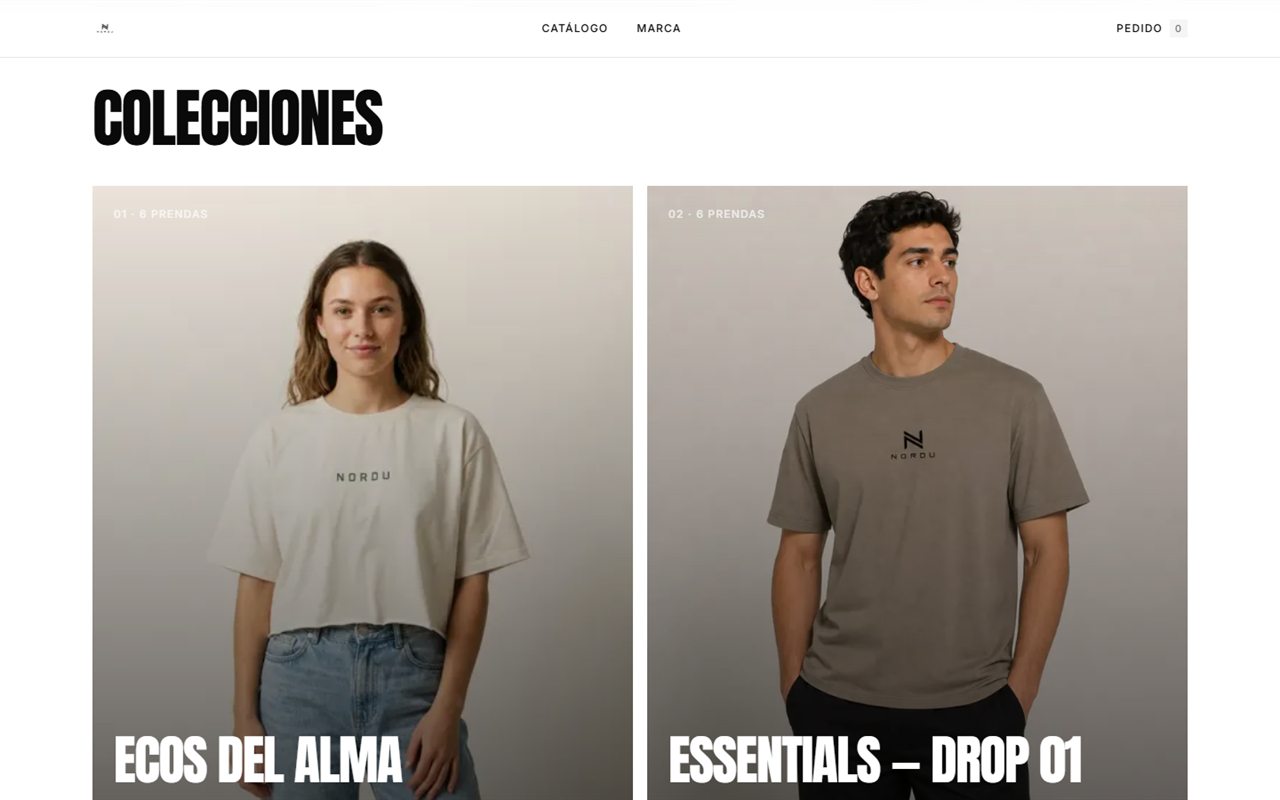 NORDU
CATÁLOGO
MARCA
PEDIDO 0
COLECCIONES
01 · 6 PRENDAS
02 · 6 PRENDAS
NORDU
NORDU
ECOS DEL ALMA
ESSENTIALS — DROP 01